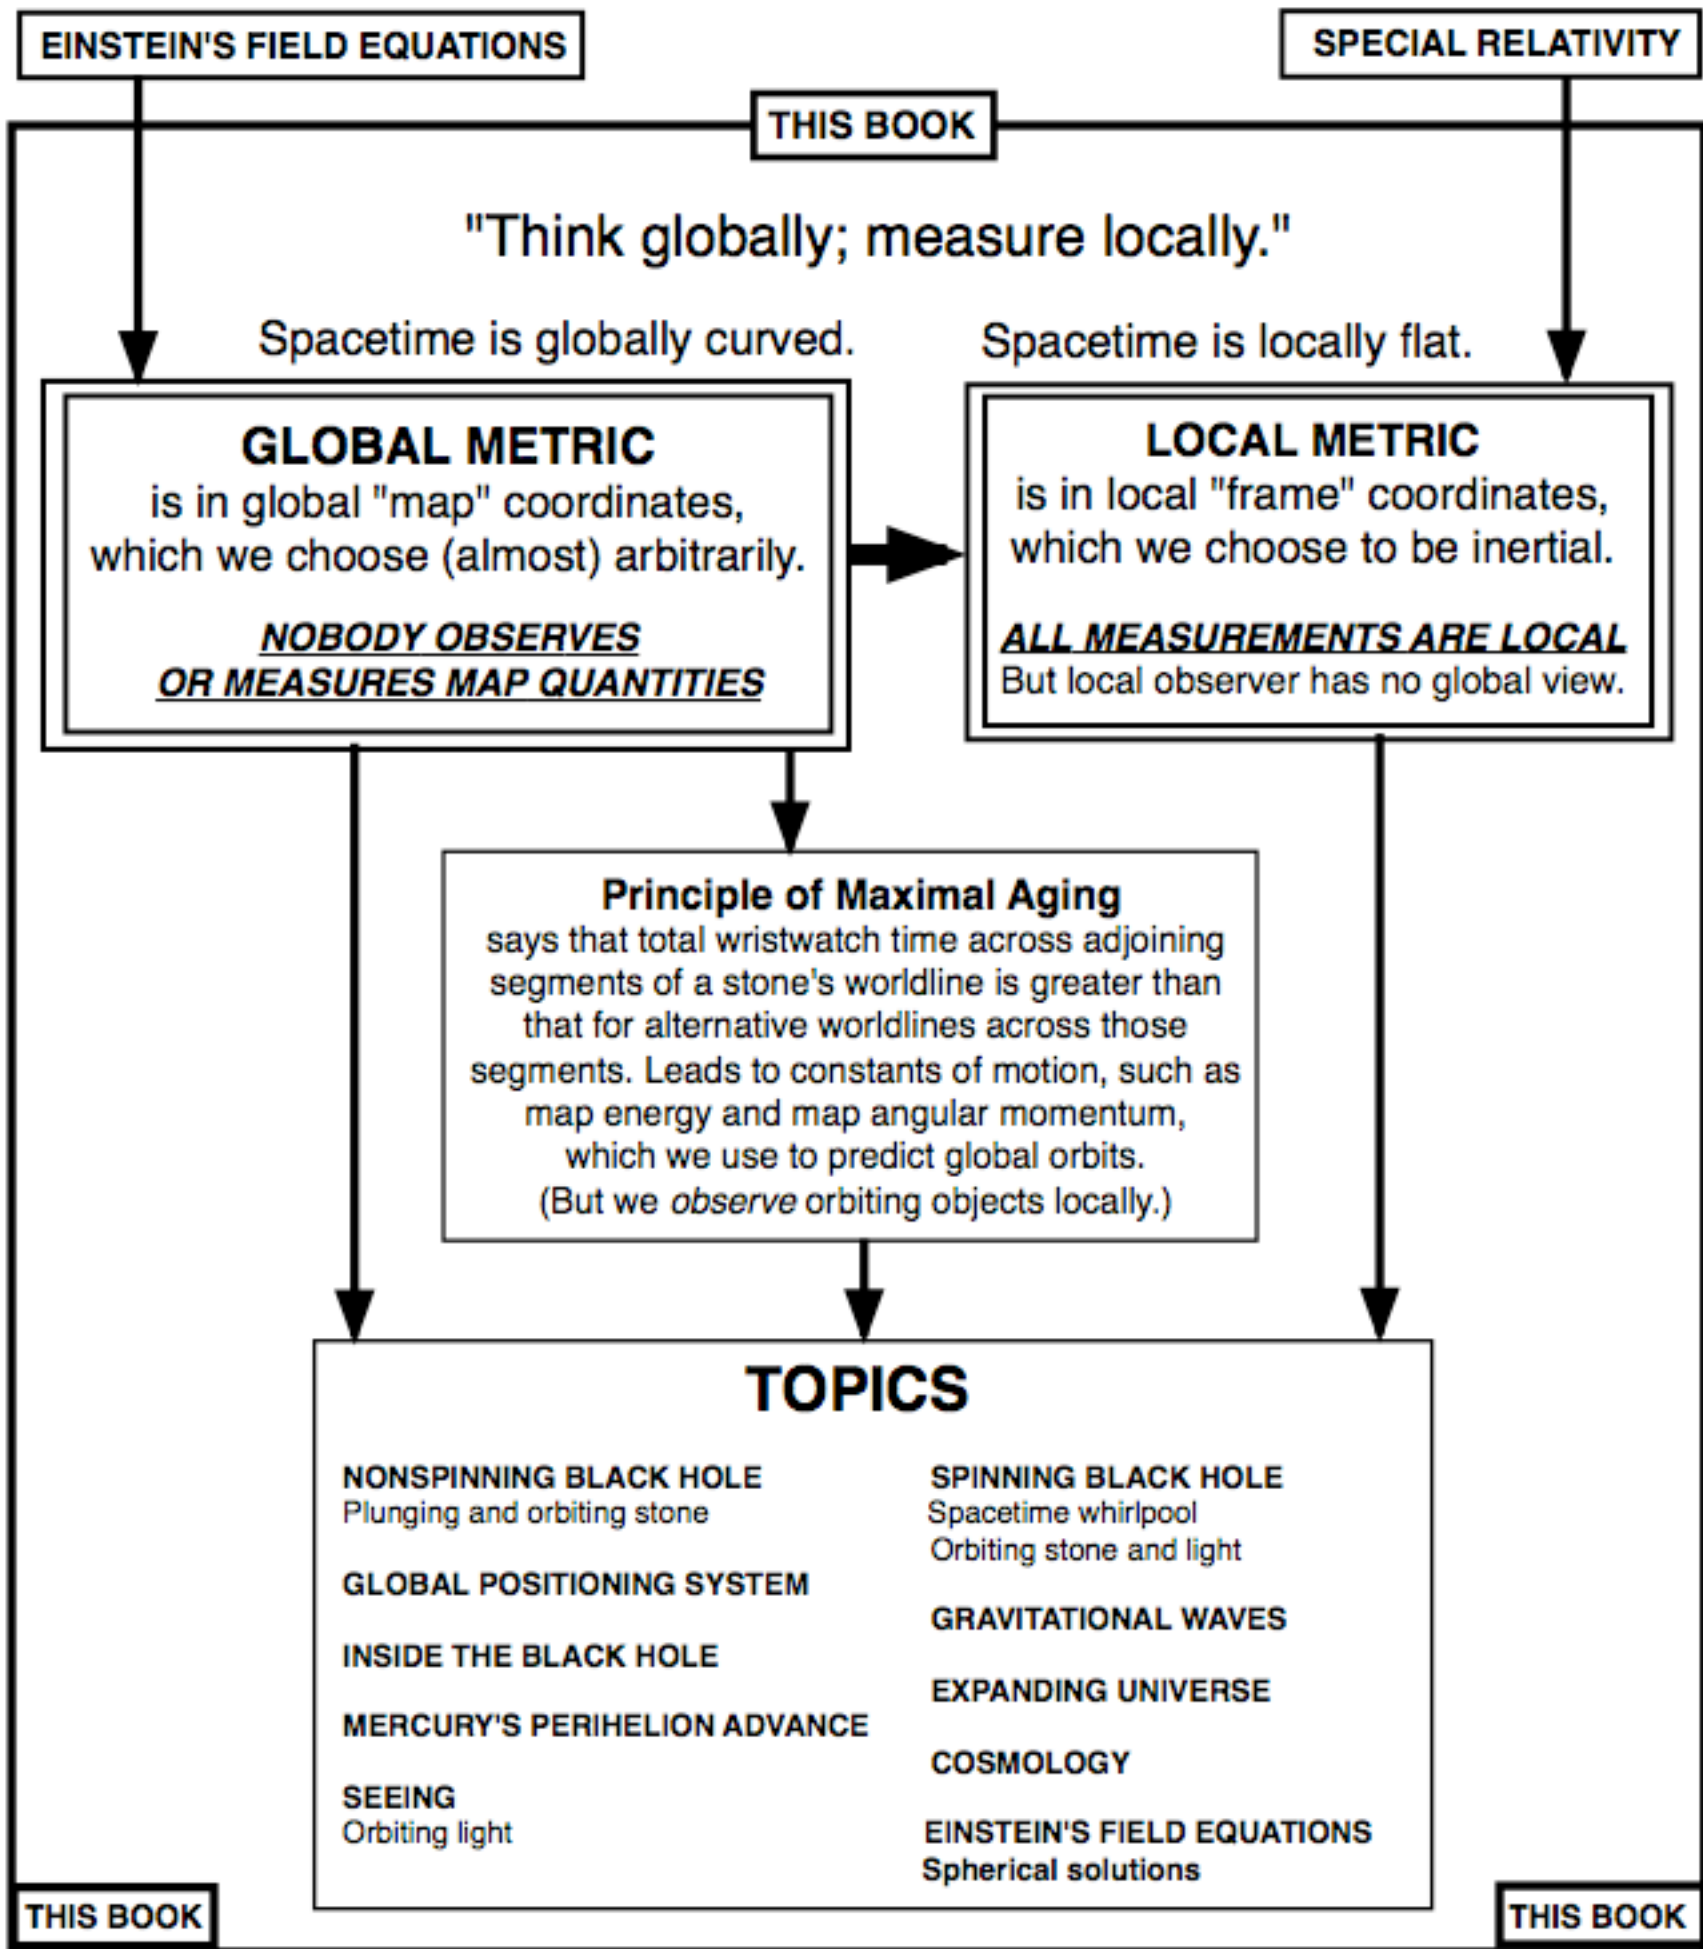 EINSTEIN'S FIELD EQUATIONS
SPECIAL RELATIVITY
THIS BOOK
"Think globally; measure locally."
Spacetime is globally curved.
Spacetime is locally flat.
GLOBAL METRIC
is in global "map" coordinates,
which we choose (almost) arbitrarily.
NOBODY OBSERVES
OR MEASURES MAP QUANTITIES
LOCAL METRIC
is in local "frame" coordinates,
which we choose to be inertial.
ALL MEASUREMENTS ARE LOCAL
But local observer has no global view.
Principle of Maximal Aging
says that total wristwatch time across adjoining
segments of a stone's worldline is greater than
that for alternative worldlines across those
segments. Leads to constants of motion, such as
map energy and map angular momentum,
which we use to predict global orbits.
(But we observe orbiting objects locally.)
TOPICS
NONSPINNING BLACK HOLE
Plunging and orbiting stone
GLOBAL POSITIONING SYSTEM
INSIDE THE BLACK HOLE
MERCURY'S PERIHELION ADVANCE
SEEING
Orbiting light
SPINNING BLACK HOLE
Spacetime whirlpool
Orbiting stone and light
GRAVITATIONAL WAVES
EXPANDING UNIVERSE
COSMOLOGY
EINSTEIN'S FIELD EQUATIONS
Spherical solutions
THIS BOOK
THIS BOOK